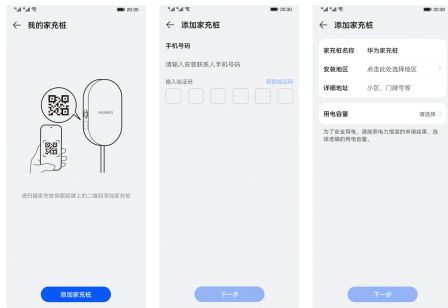 20:30
← 我的家充桩
HUAWEI
请扫描家充桩侧面铭牌上的二维码添加家充桩
添加家充桩
20:30
← 添加家充桩
手机号码
请输入安装联系人手机号码
输入验证码 获取验证码
下一步
20:30
← 添加家充桩
家充桩名称 华为家充桩
安装地区 点击此处选择地区
详细地址 小区、门牌号等
用电容量 请选择
为了安全用电，请按照电力报装的申请结果，选
择准确的用电容量。
下一步